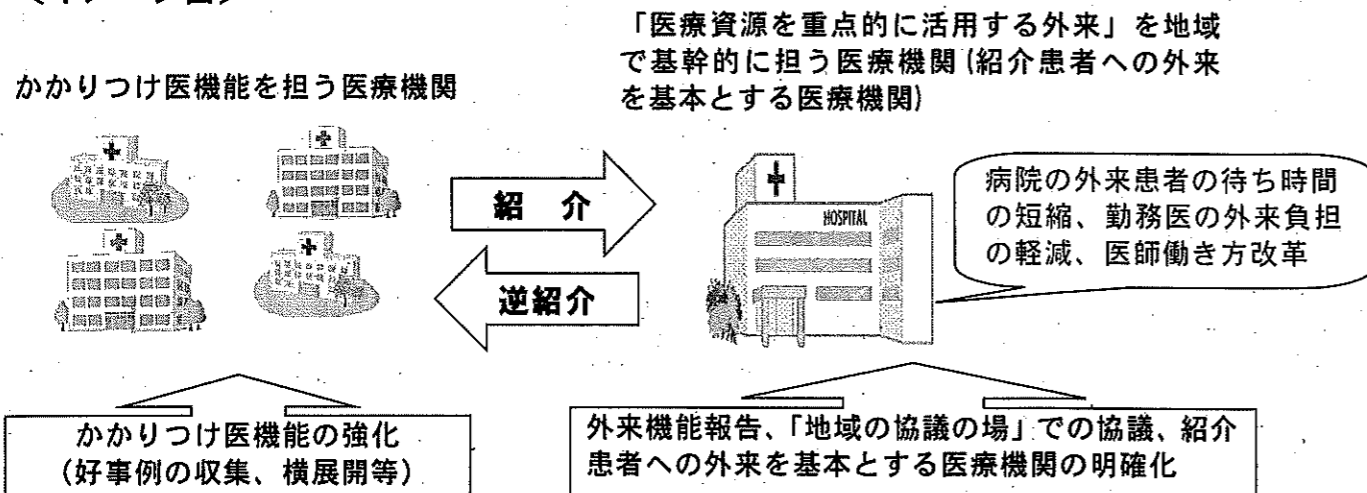 「医療資源を重点的に活用する外来」を地域
で基幹的に担う医療機関(紹介患者への外来
を基本とする医療機関)
かかりつけ医機能を担う医療機関
紹 介
逆紹介
HOSPITAL
病院の外来患者の待ち時間
の短縮、勤務医の外来負担
の軽減、医師働き方改革
かかりつけ医機能の強化
(好事例の収集、横展開等)
外来機能報告、「地域の協議の場」での協議、紹介
患者への外来を基本とする医療機関の明確化